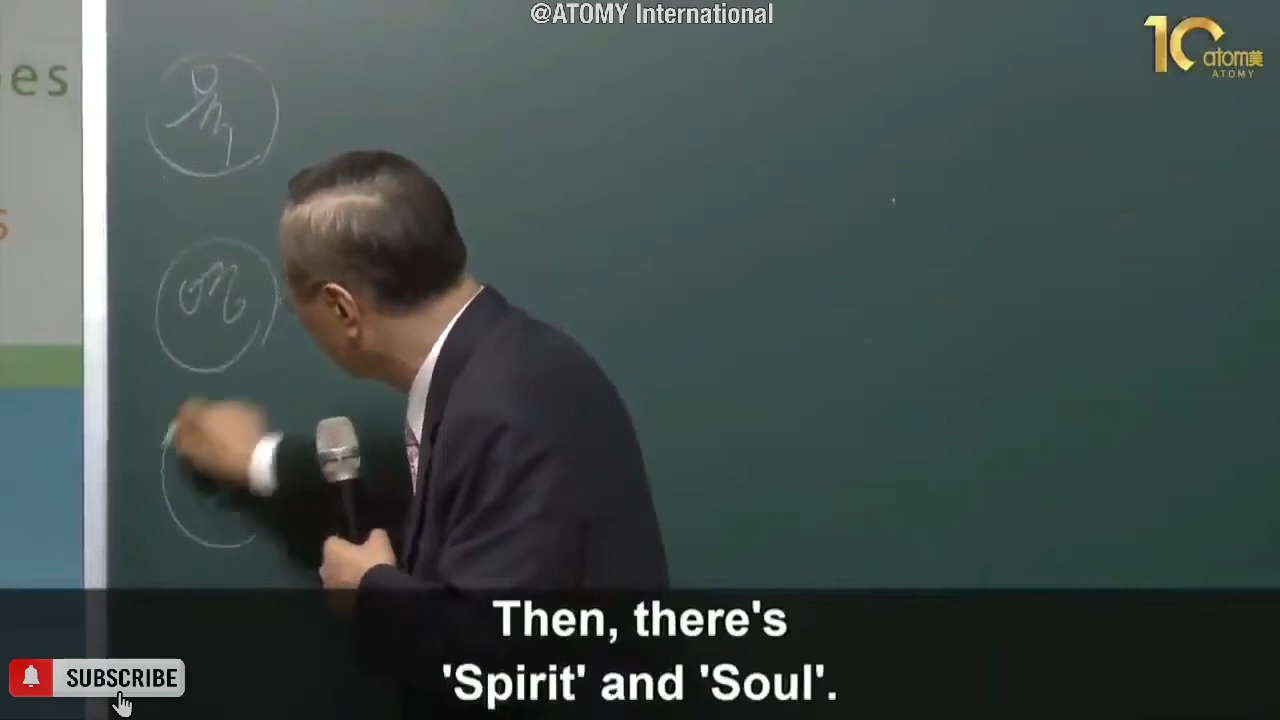 @ATOMY International
10
atom美
ATOMY
es
Then, there's
'Spirit' and 'Soul'.
SUBSCRIBE